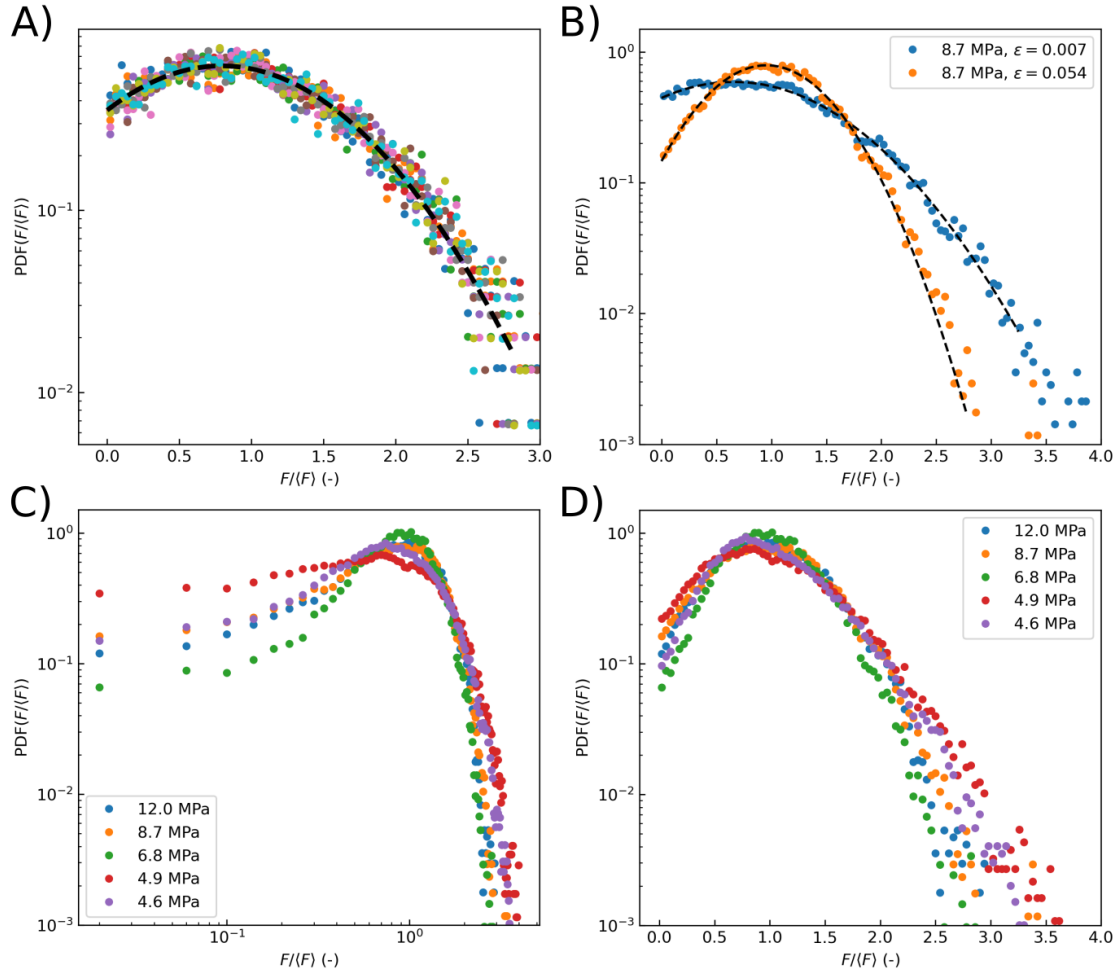 A)
PDF(F/⟨F⟩)
10⁻¹
10⁻²
0.0 0.5 1.0 1.5 2.0 2.5 3.0
F/⟨F⟩ (-)
B)
8.7 MPa, ε = 0.007
8.7 MPa, ε = 0.054
PDF(F/⟨F⟩)
10⁰
10⁻¹
10⁻²
10⁻³
0.0 0.5 1.0 1.5 2.0 2.5 3.0 3.5 4.0
F/⟨F⟩ (-)
C)
PDF(F/⟨F⟩)
10⁰
10⁻¹
10⁻²
10⁻³
12.0 MPa
8.7 MPa
6.8 MPa
4.9 MPa
4.6 MPa
10⁻¹ 10⁰
F/⟨F⟩ (-)
D)
12.0 MPa
8.7 MPa
6.8 MPa
4.9 MPa
4.6 MPa
PDF(F/⟨F⟩)
10⁰
10⁻¹
10⁻²
10⁻³
0.0 0.5 1.0 1.5 2.0 2.5 3.0 3.5 4.0
F/⟨F⟩ (-)